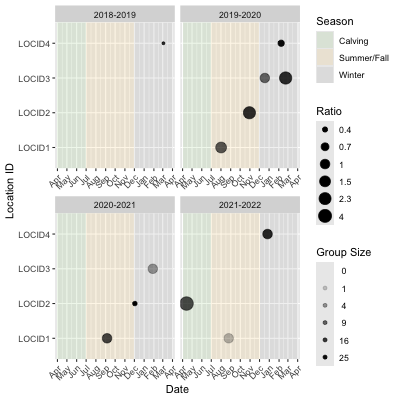 2018-2019
2019-2020
LOCID4
LOCID3
LOCID2
LOCID1
Apr May Jun Jul Aug Sep Oct Nov Dec Jan Feb Mar Apr
Apr May Jun Jul Aug Sep Oct Nov Dec Jan Feb Mar Apr
2020-2021
2021-2022
LOCID4
LOCID3
LOCID2
LOCID1
Apr May Jun Jul Aug Sep Oct Nov Dec Jan Feb Mar Apr
Apr May Jun Jul Aug Sep Oct Nov Dec Jan Feb Mar Apr
Location ID
Date
Season
Calving
Summer/Fall
Winter
Ratio
0.4
0.7
1
1.5
2.3
4
Group Size
0
1
4
9
16
25